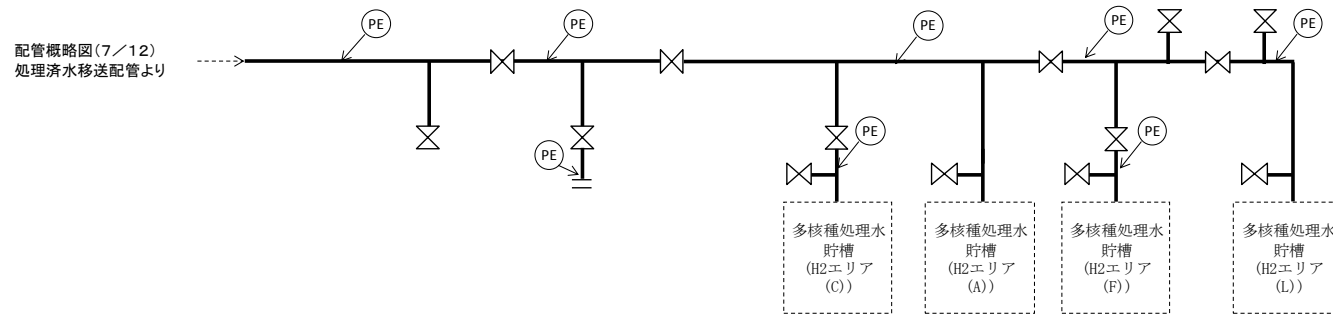 配管概略図(7／12)
処理済水移送配管より
PE
PE
PE
PE
PE
PE
PE
PE
多核種処理水
貯槽
(H2エリア
(C))
多核種処理水
貯槽
(H2エリア
(A))
多核種処理水
貯槽
(H2エリア
(F))
多核種処理水
貯槽
(H2エリア
(L))